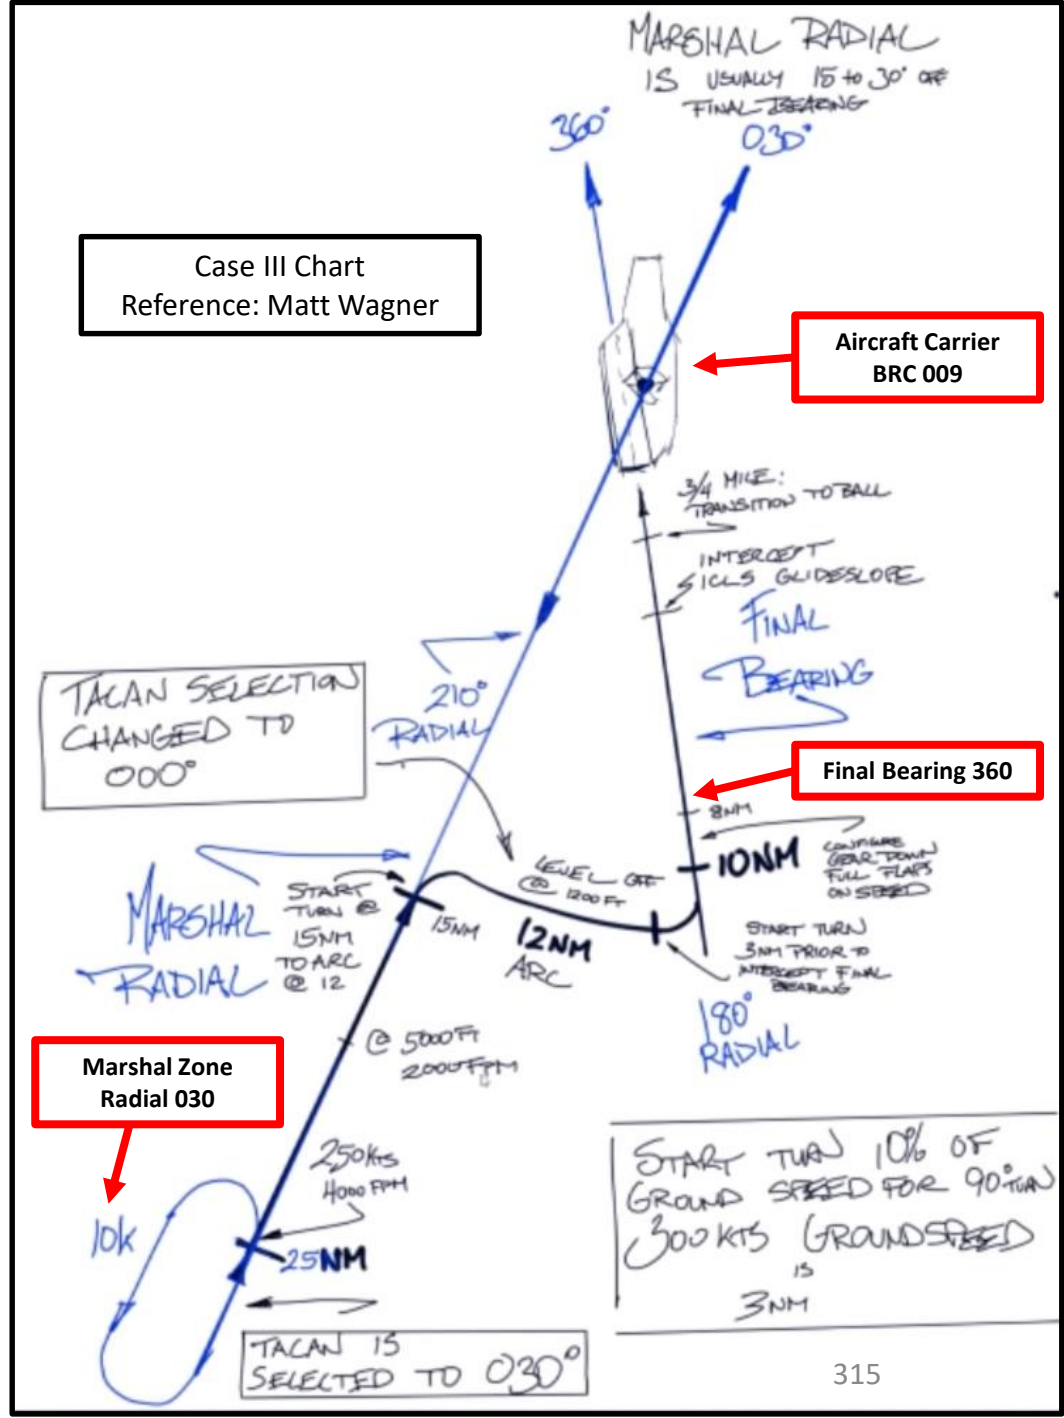 MARSHAL RADIAL
IS USUALLY 15 to 30° OFF
FINAL BEARING
360°
030°
Case III Chart
Reference: Matt Wagner
Aircraft Carrier
BRC 009
3/4 MILE:
TRANSITION TO BALL
INTERCEPT
ICLS GLIDESLOPE
FINAL
BEARING
TACAN SELECTION
CHANGED TO
000°
210°
RADIAL
Final Bearing 360
8NM
10NM
CONFIGURE
GEAR DOWN
FULL FLAPS
ON SPEED
LEVEL OFF
@ 1200 FT
MARSHAL
RADIAL
START
TURN @
15NM
TO ARC
@ 12
15NM
12NM
ARC
START TURN
3NM PRIOR TO
INTERCEPT FINAL
BEARING
180°
RADIAL
@ 5000 FT
2000 FPM
Marshal Zone
Radial 030
250 KTS
4000 FPM
10K
25NM
START TURN 10% OF
GROUND SPEED FOR 90° TURN
300 KTS GROUNDSPEED
IS
3NM
TACAN IS
SELECTED TO 030°
315